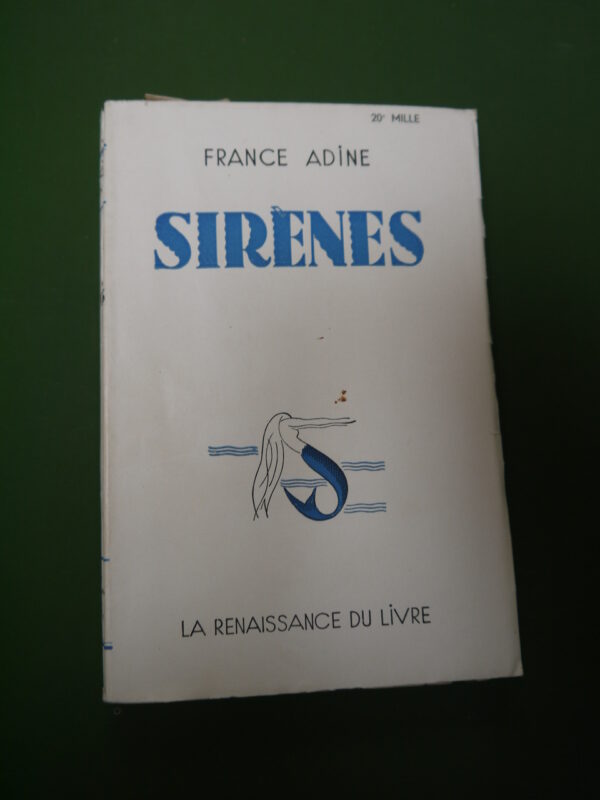 20e MILLE
FRANCE ADINE
SIRÈNES
LA RENAISSANCE DU LIVRE